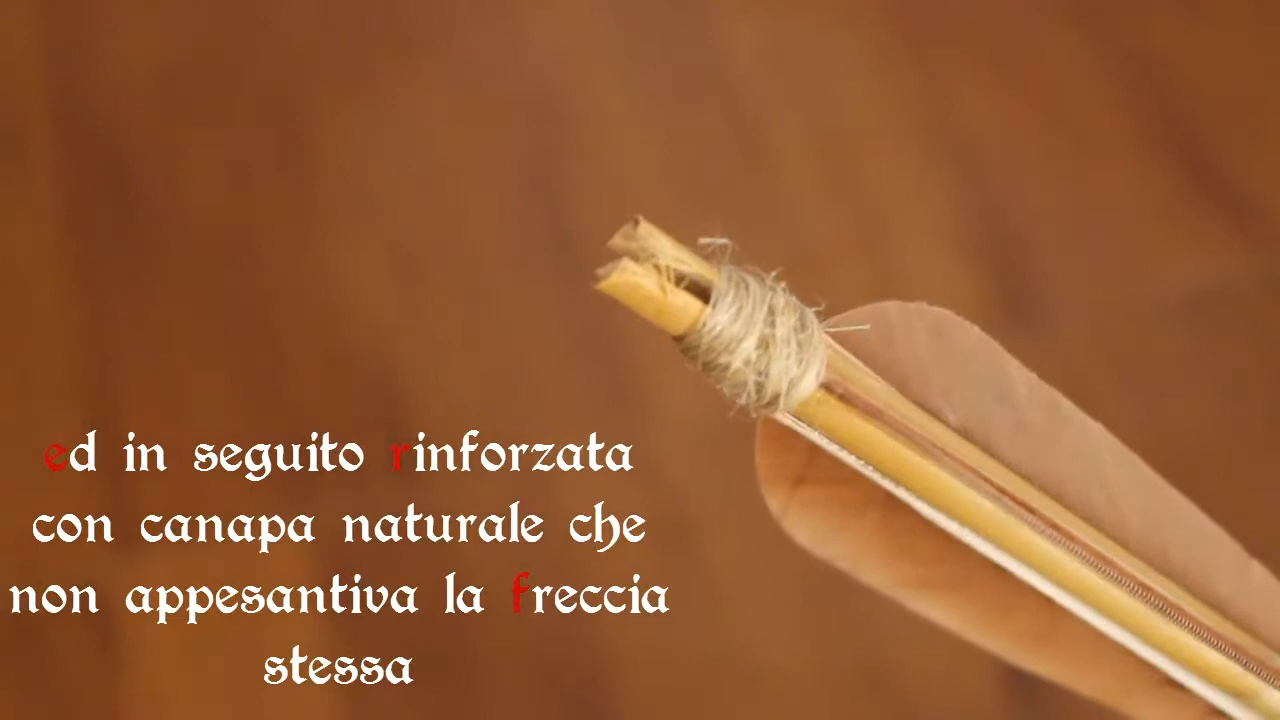 ed in seguito rinforzata
con canapa naturale che
non appesantiva la freccia
stessa